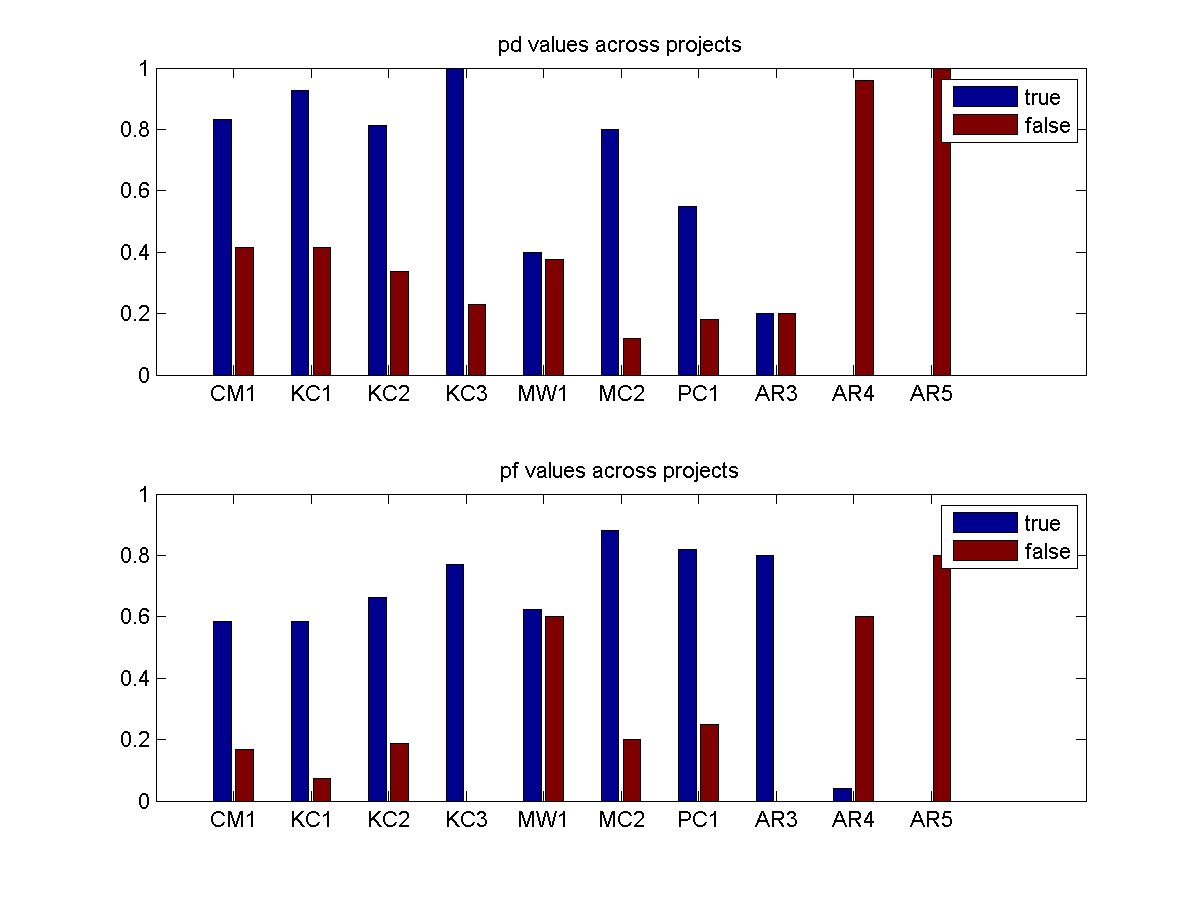 pd values across projects
1
0.8
0.6
0.4
0.2
0
true
false
CM1 KC1 KC2 KC3 MW1 MC2 PC1 AR3 AR4 AR5
pf values across projects
1
0.8
0.6
0.4
0.2
0
true
false
CM1 KC1 KC2 KC3 MW1 MC2 PC1 AR3 AR4 AR5